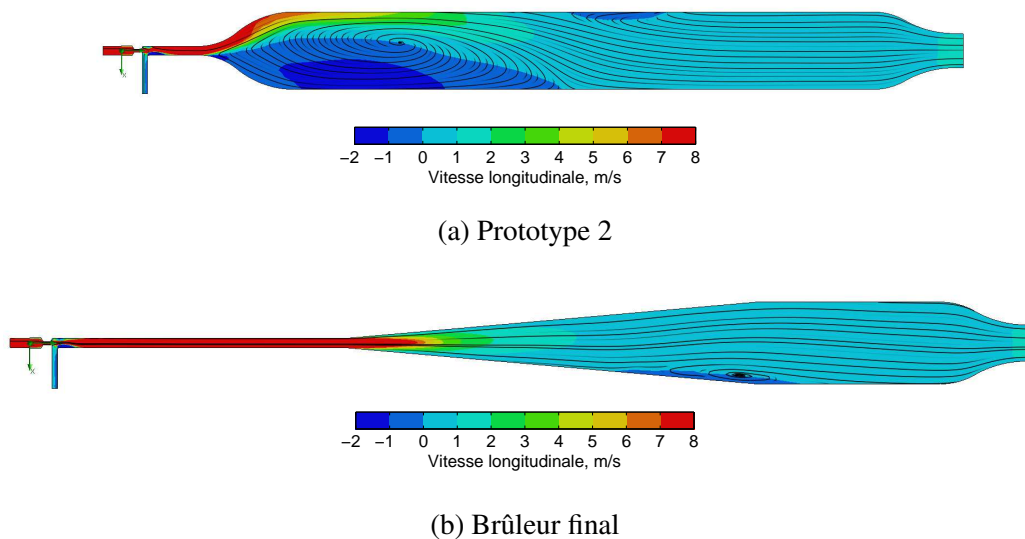 x
−2 −1 0 1 2 3 4 5 6 7 8
Vitesse longitudinale, m/s
(a) Prototype 2
x
−2 −1 0 1 2 3 4 5 6 7 8
Vitesse longitudinale, m/s
(b) Brûleur final